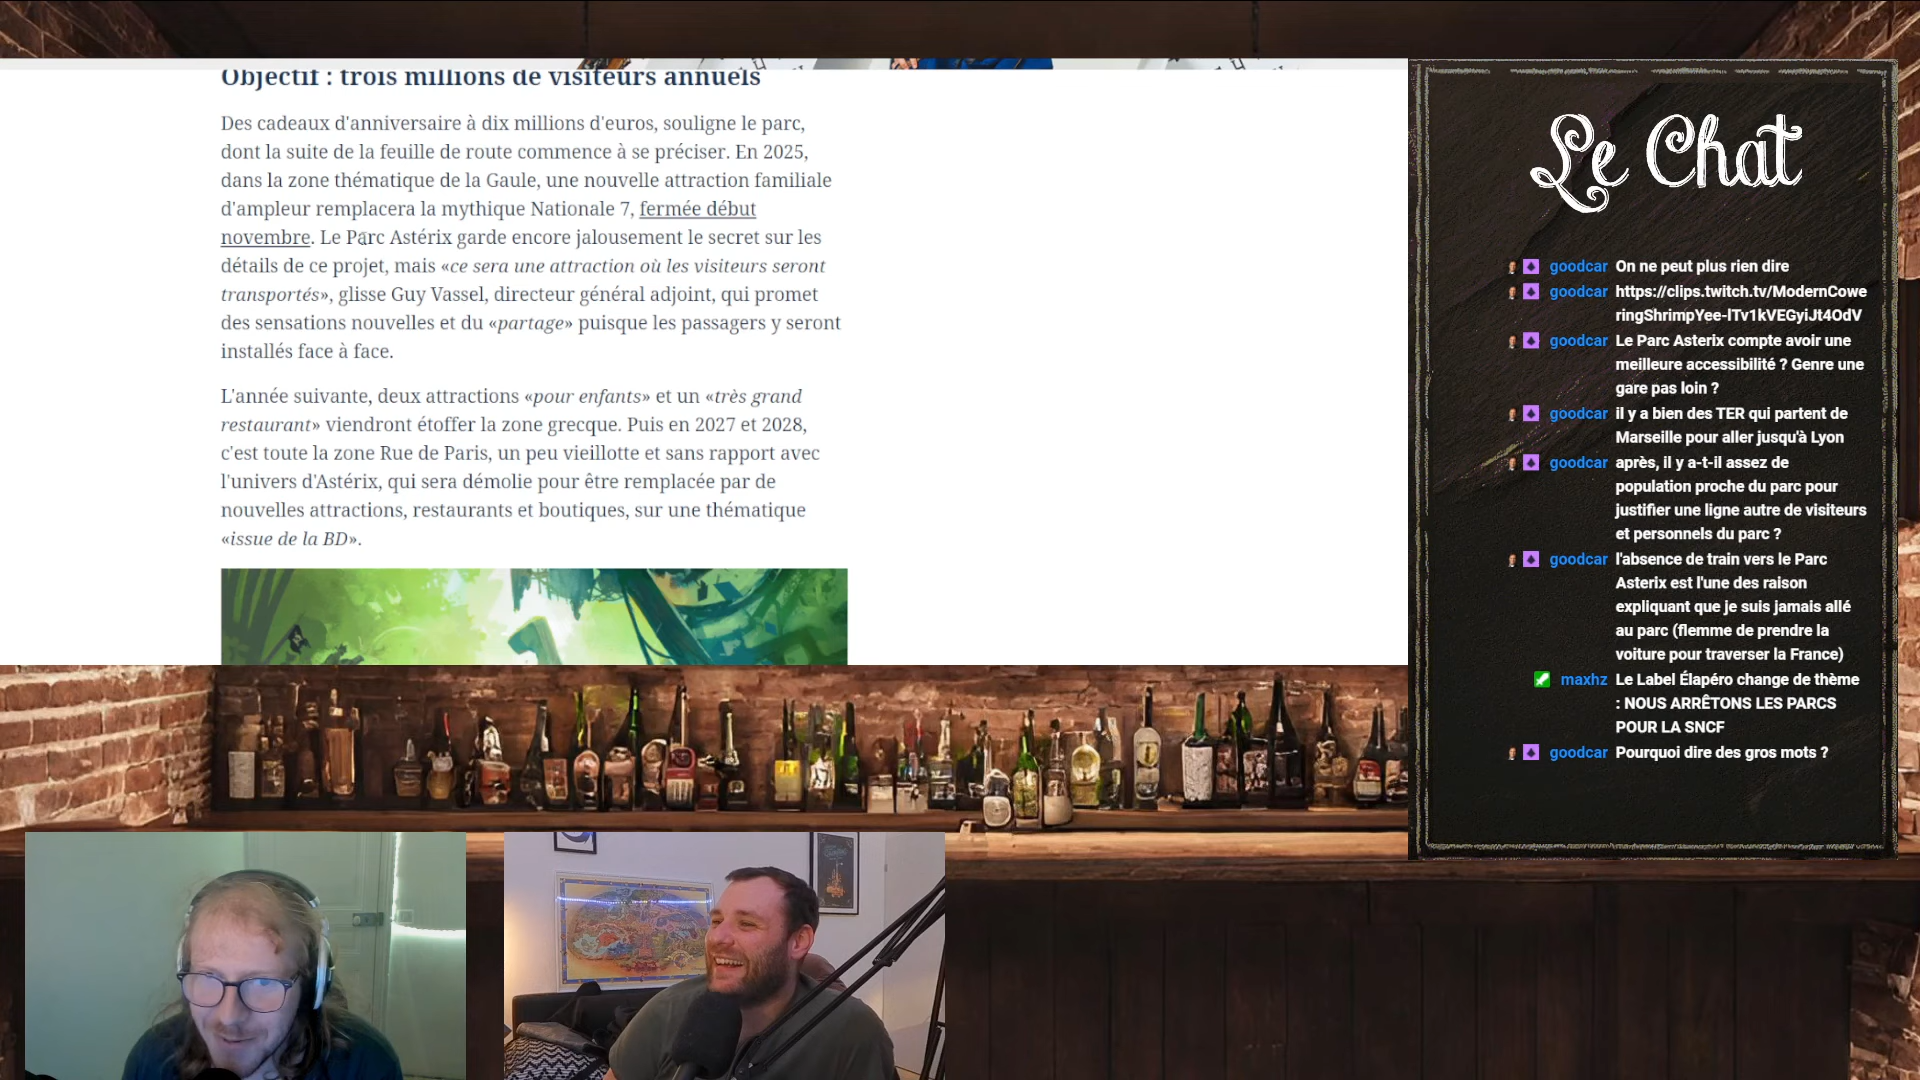 Objectif : trois millions de visiteurs annuels
Des cadeaux d'anniversaire à dix millions d'euros, souligne le parc,
dont la suite de la feuille de route commence à se préciser. En 2025,
dans la zone thématique de la Gaule, une nouvelle attraction familiale
d'ampleur remplacera la mythique Nationale 7, fermée début
novembre. Le Parc Astérix garde encore jalousement le secret sur les
détails de ce projet, mais «ce sera une attraction où les visiteurs seront
transportés», glisse Guy Vassel, directeur général adjoint, qui promet
des sensations nouvelles et du «partage» puisque les passagers y seront
installés face à face.
L'année suivante, deux attractions «pour enfants» et un «très grand
restaurant» viendront étoffer la zone grecque. Puis en 2027 et 2028,
c'est toute la zone Rue de Paris, un peu vieillotte et sans rapport avec
l'univers d'Astérix, qui sera démolie pour être remplacée par de
nouvelles attractions, restaurants et boutiques, sur une thématique
«issue de la BD».
Le Chat
goodcar On ne peut plus rien dire
goodcar https://clips.twitch.tv/ModernCowe
ringShrimpYee-lTv1kVEGyiJt4OdV
goodcar Le Parc Asterix compte avoir une
meilleure accessibilité ? Genre une
gare pas loin ?
goodcar il y a bien des TER qui partent de
Marseille pour aller jusqu'à Lyon
goodcar après, il y a-t-il assez de
population proche du parc pour
justifier une ligne autre de visiteurs
et personnels du parc ?
goodcar l'absence de train vers le Parc
Asterix est l'une des raison
expliquant que je suis jamais allé
au parc (flemme de prendre la
voiture pour traverser la France)
maxhz Le Label Élapéro change de thème
: NOUS ARRÊTONS LES PARCS
POUR LA SNCF
goodcar Pourquoi dire des gros mots ?